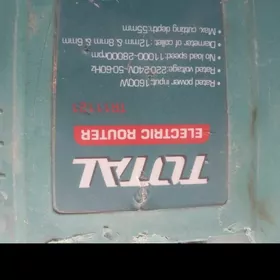 TOTAL
ELECTRIC ROUTER
• Rated power input: 1600W
• Rated voltage: 220-240V~50-60Hz
• No load speed: 11000-28000rpm
• Diameter of collet: 12mm & 8mm & 6mm
• Max. cutting depth: 55mm